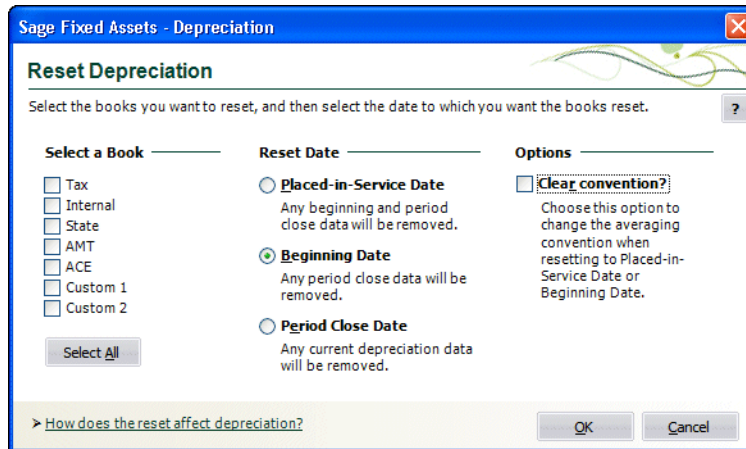 Sage Fixed Assets - Depreciation
Reset Depreciation
Select the books you want to reset, and then select the date to which you want the books reset.
?
Select a Book
Tax
Internal
State
AMT
ACE
Custom 1
Custom 2
Select All
Reset Date
Placed-in-Service Date
Any beginning and period
close data will be removed.
Beginning Date
Any period close data will be
removed.
Period Close Date
Any current depreciation data
will be removed.
Options
Clear convention?
Choose this option to
change the averaging
convention when
resetting to Placed-in-
Service Date or
Beginning Date.
How does the reset affect depreciation?
OK
Cancel